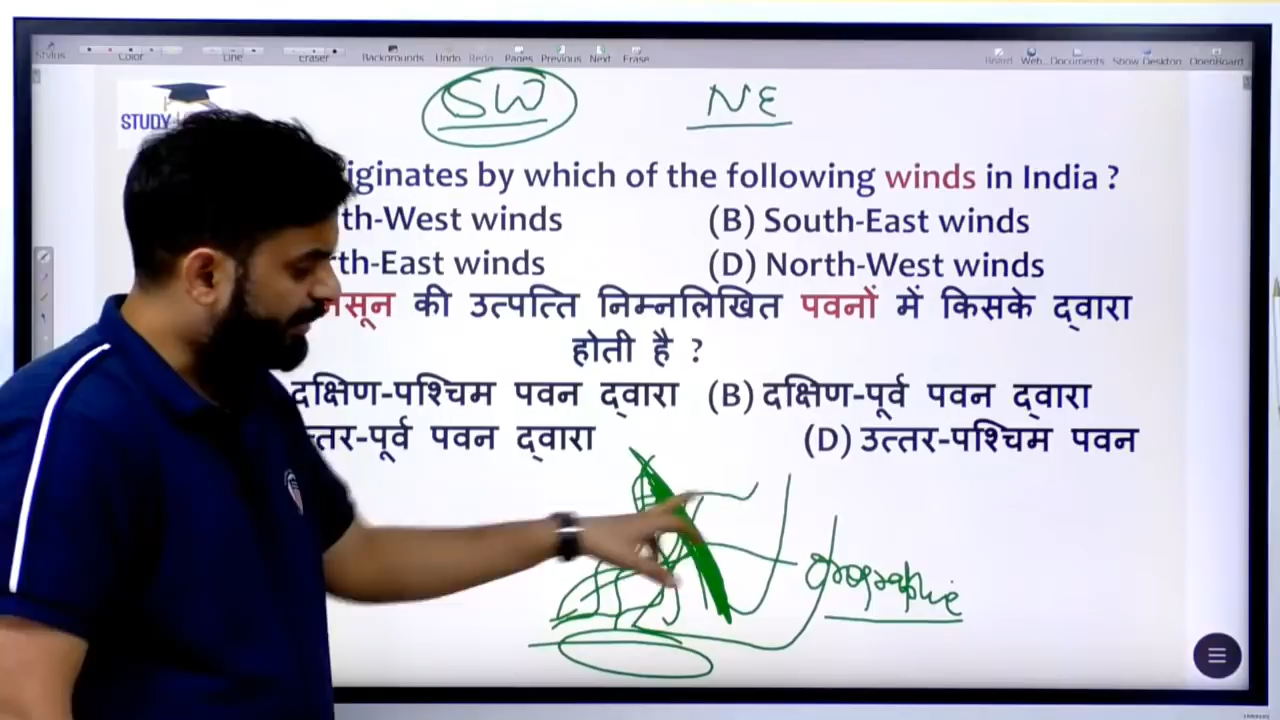 Stylus Color Line Eraser Backgrounds Undo Redo Pages Previous Next Erase Board Web Documents Show Desktop OpenBoard
SW NE
STUDY
iginates by which of the following winds in India ?
th-West winds (B) South-East winds
rth-East winds (D) North-West winds
नसून की उत्पत्ति निम्नलिखित पवनों में किसके द्वारा
होती है ?
दक्षिण-पश्चिम पवन द्वारा (B) दक्षिण-पूर्व पवन द्वारा
त्तर-पूर्व पवन द्वारा (D) उत्तर-पश्चिम पवन
Orographic